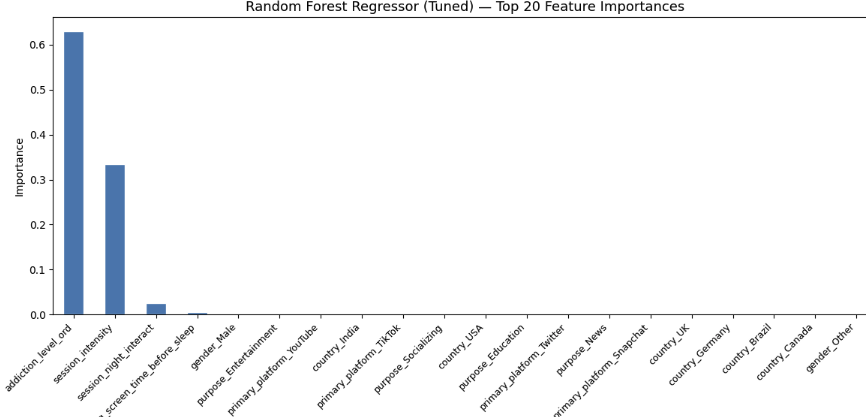 Random Forest Regressor (Tuned) — Top 20 Feature Importances
Importance
0.6
0.5
0.4
0.3
0.2
0.1
0.0
addiction_level_ord
session_intensity
session_night_interact
_screen_time_before_sleep
gender_Male
purpose_Entertainment
primary_platform_YouTube
country_India
primary_platform_TikTok
purpose_Socializing
country_USA
purpose_Education
primary_platform_Twitter
purpose_News
primary_platform_Snapchat
country_UK
country_Germany
country_Brazil
country_Canada
gender_Other